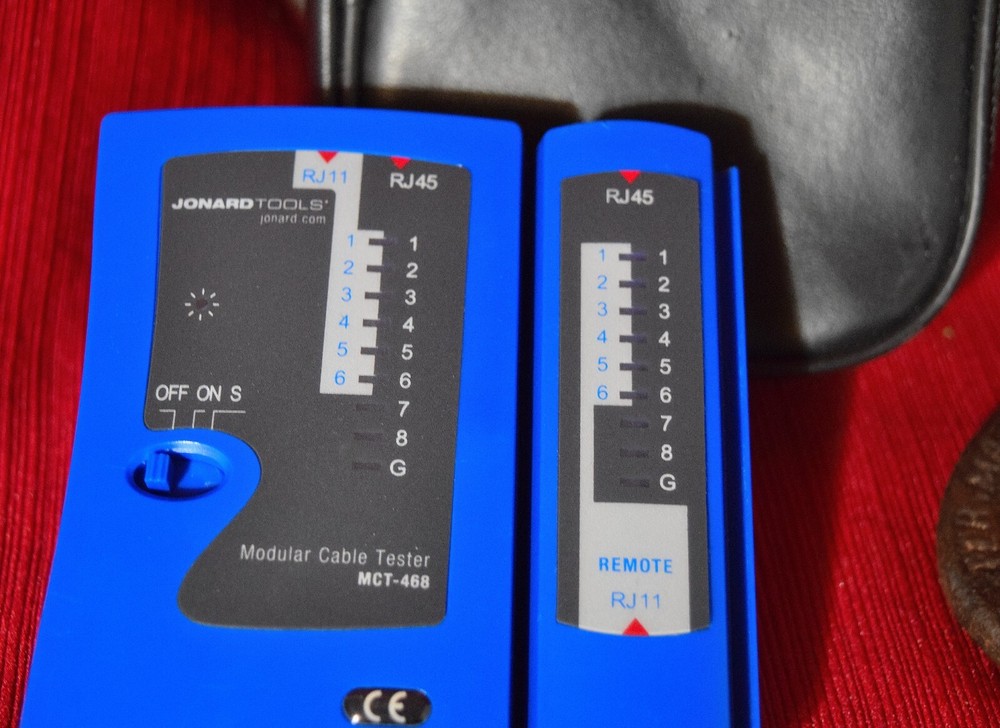 RJ11 RJ45
JONARDTOOLS®
jonard.com
1 1
2 2
3 3
4 4
5 5
6 6
7
8
G
OFF ON S
Modular Cable Tester
MCT-468
CE
RJ45
1 1
2 2
3 3
4 4
5 5
6 6
7
8
G
REMOTE
RJ11